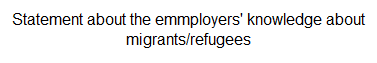 Statement about the emmployers' knowledge about
migrants/refugees